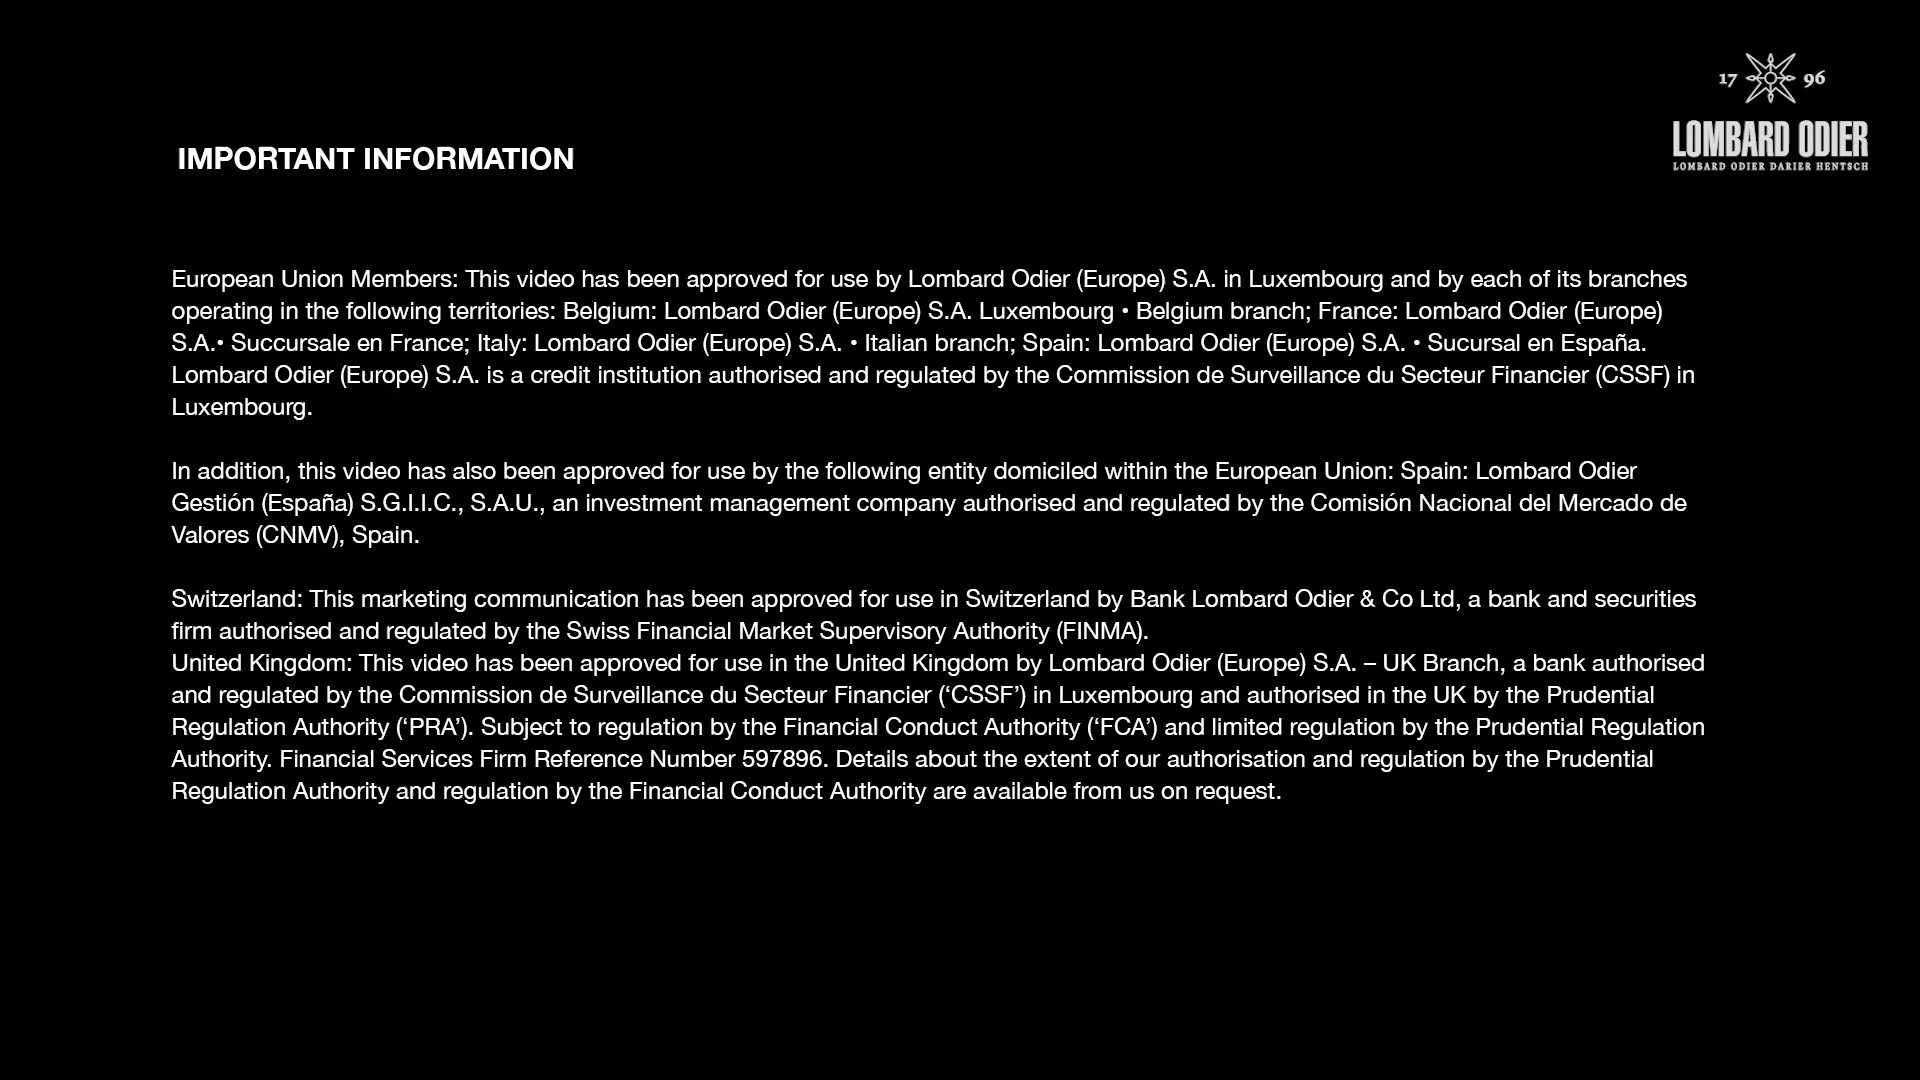 17 96
LOMBARD ODIER
LOMBARD ODIER DARIER HENTSCH
IMPORTANT INFORMATION
European Union Members: This video has been approved for use by Lombard Odier (Europe) S.A. in Luxembourg and by each of its branches
operating in the following territories: Belgium: Lombard Odier (Europe) S.A. Luxembourg • Belgium branch; France: Lombard Odier (Europe)
S.A.• Succursale en France; Italy: Lombard Odier (Europe) S.A. • Italian branch; Spain: Lombard Odier (Europe) S.A. • Sucursal en España.
Lombard Odier (Europe) S.A. is a credit institution authorised and regulated by the Commission de Surveillance du Secteur Financier (CSSF) in
Luxembourg.
In addition, this video has also been approved for use by the following entity domiciled within the European Union: Spain: Lombard Odier
Gestión (España) S.G.I.I.C., S.A.U., an investment management company authorised and regulated by the Comisión Nacional del Mercado de
Valores (CNMV), Spain.
Switzerland: This marketing communication has been approved for use in Switzerland by Bank Lombard Odier & Co Ltd, a bank and securities
firm authorised and regulated by the Swiss Financial Market Supervisory Authority (FINMA).
United Kingdom: This video has been approved for use in the United Kingdom by Lombard Odier (Europe) S.A. – UK Branch, a bank authorised
and regulated by the Commission de Surveillance du Secteur Financier (‘CSSF’) in Luxembourg and authorised in the UK by the Prudential
Regulation Authority (‘PRA’). Subject to regulation by the Financial Conduct Authority (‘FCA’) and limited regulation by the Prudential Regulation
Authority. Financial Services Firm Reference Number 597896. Details about the extent of our authorisation and regulation by the Prudential
Regulation Authority and regulation by the Financial Conduct Authority are available from us on request.